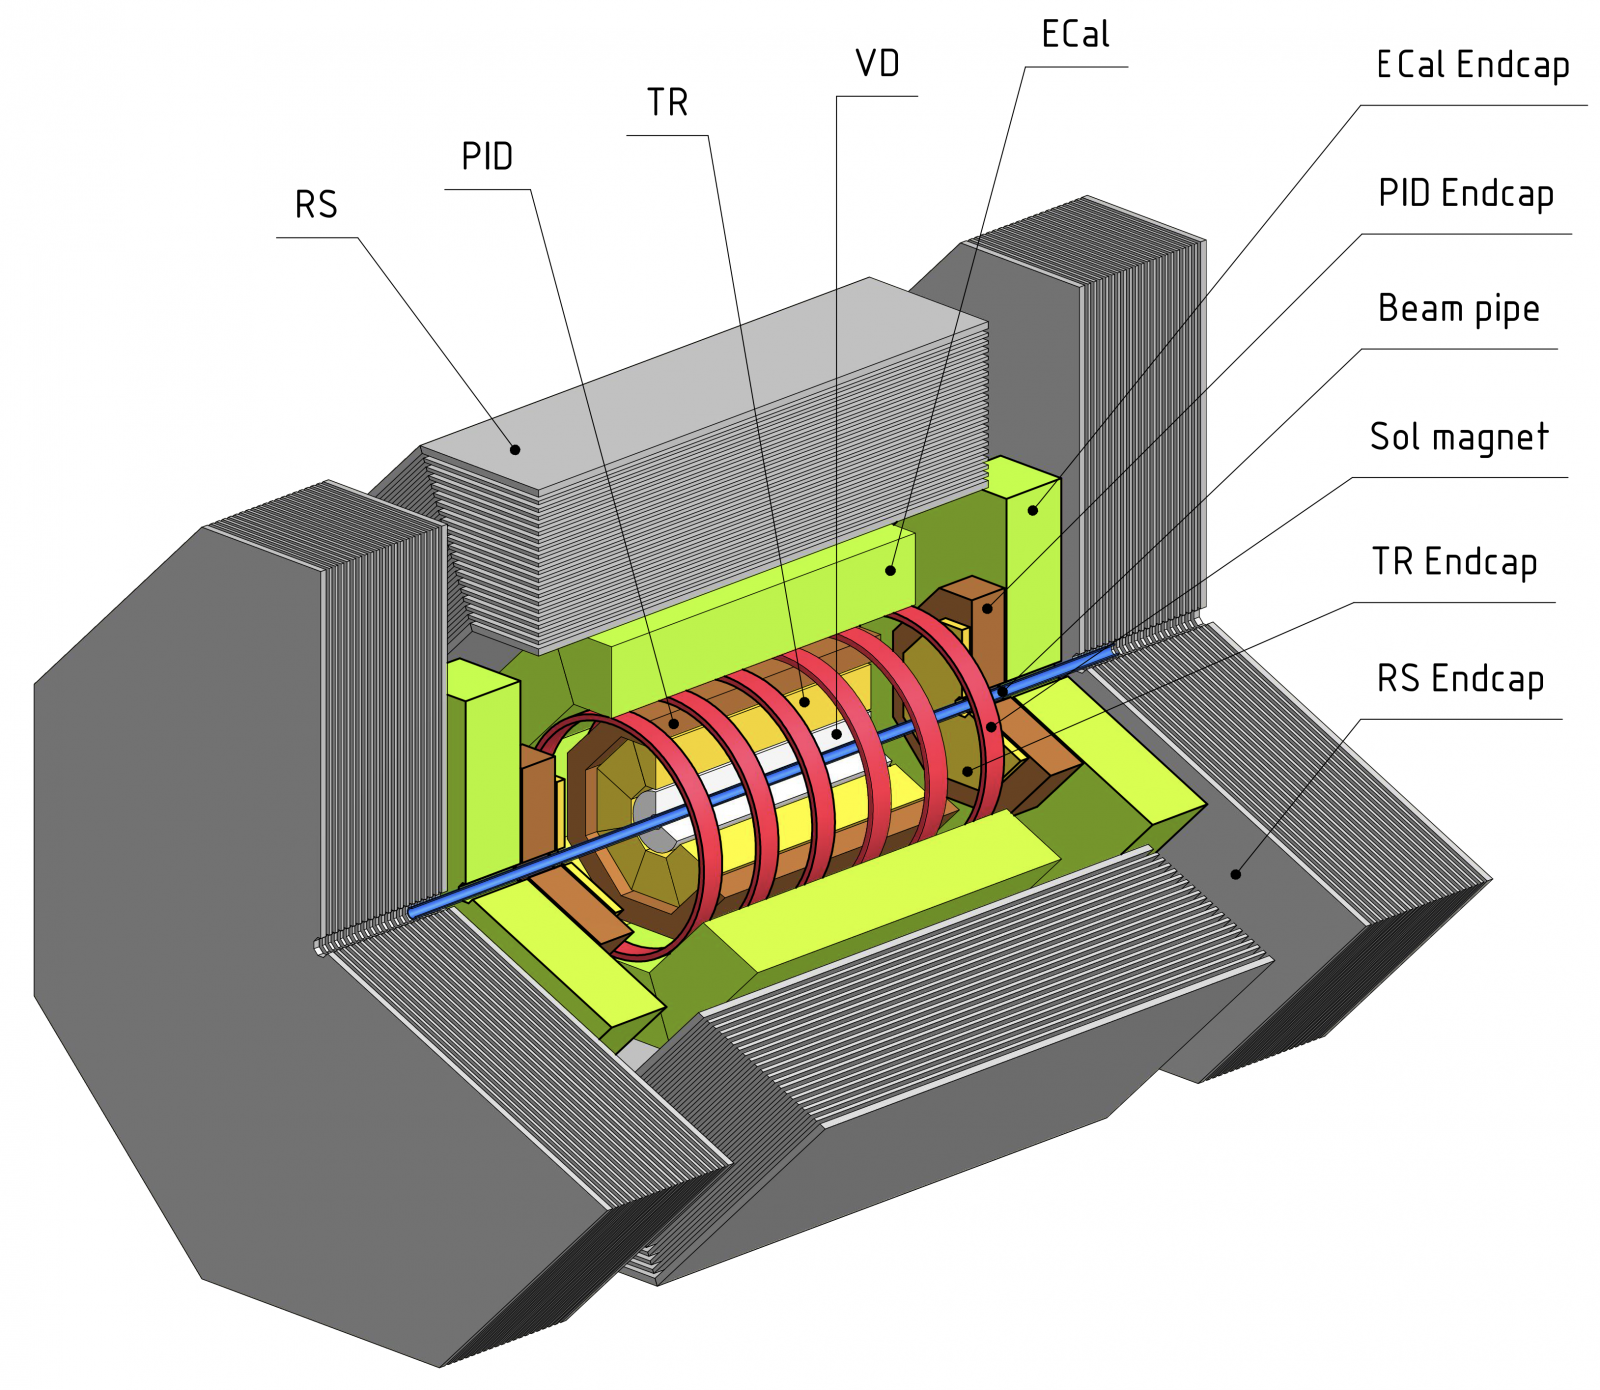 ECal
VD
ECal Endcap
TR
PID
PID Endcap
RS
Beam pipe
Sol magnet
TR Endcap
RS Endcap